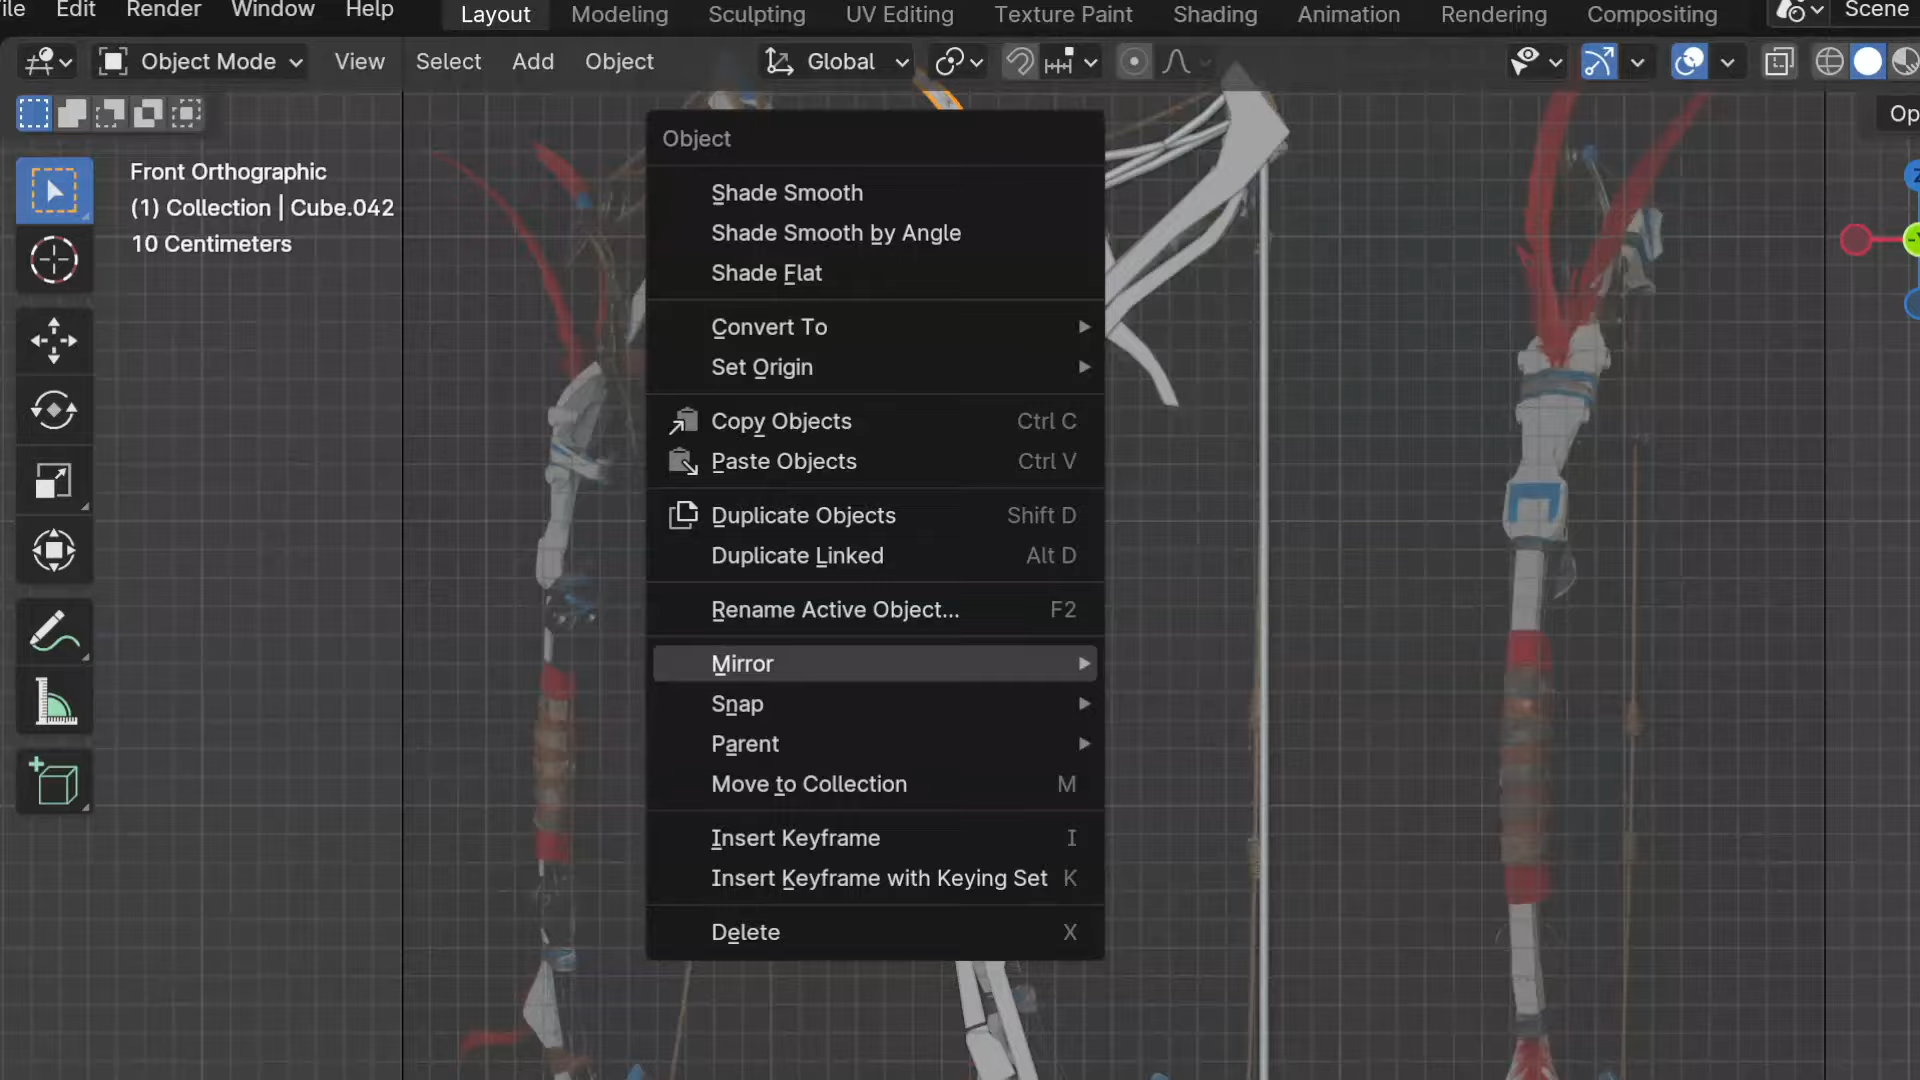 Edit Render Window Help Layout Modeling Sculpting UV Editing Texture Paint Shading Animation Rendering Compositing Scene
Object Mode View Select Add Object Global
Front Orthographic
(1) Collection | Cube.042
10 Centimeters
Object
Shade Smooth
Shade Smooth by Angle
Shade Flat
Convert To
Set Origin
Copy Objects Ctrl C
Paste Objects Ctrl V
Duplicate Objects Shift D
Duplicate Linked Alt D
Rename Active Object... F2
Mirror
Snap
Parent
Move to Collection M
Insert Keyframe I
Insert Keyframe with Keying Set K
Delete X